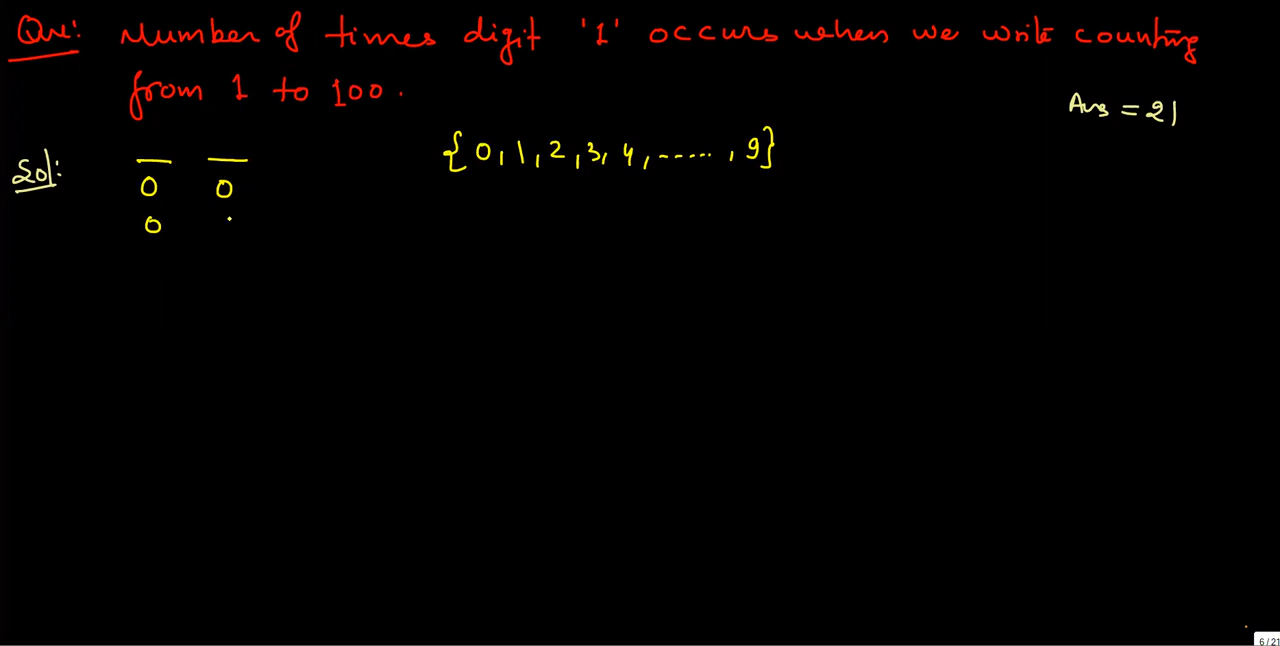 Que: Number of times digit '1' occurs when we write counting
from 1 to 100.
Ans = 21
Sol: {0, 1, 2, 3, 4, ......, 9}
0 0
0
6 / 21